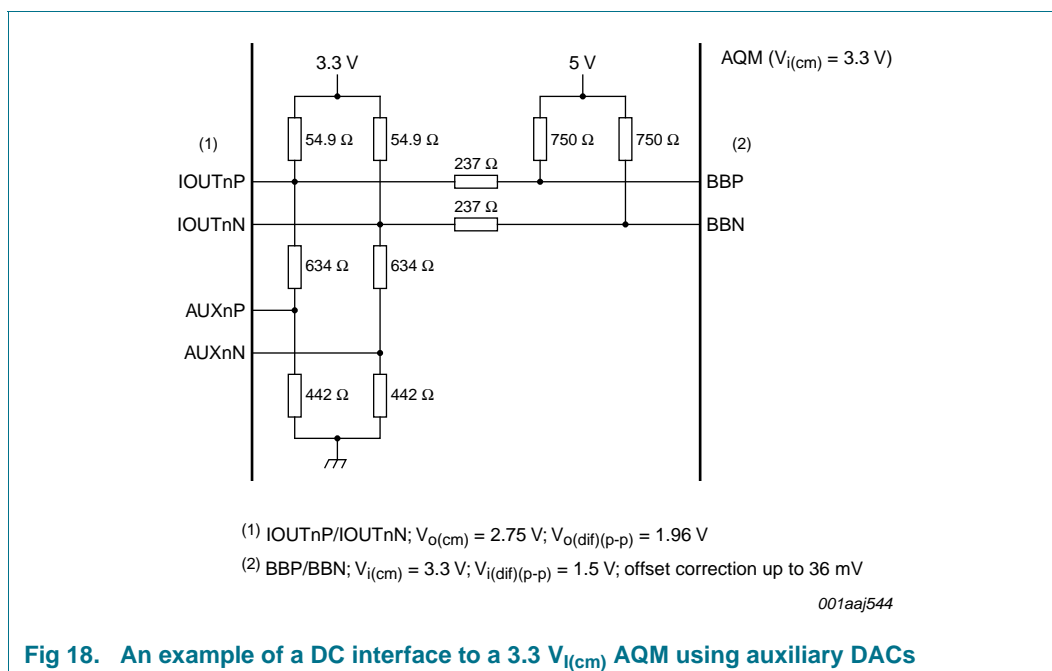 3.3 V
5 V
AQM (Vi(cm) = 3.3 V)
(1)
54.9 Ω
54.9 Ω
750 Ω
750 Ω
(2)
237 Ω
IOUTnP
BBP
237 Ω
IOUTnN
BBN
634 Ω
634 Ω
AUXnP
AUXnN
442 Ω
442 Ω
(1) IOUTnP/IOUTnN; Vo(cm) = 2.75 V; Vo(dif)(p-p) = 1.96 V
(2) BBP/BBN; Vi(cm) = 3.3 V; Vi(dif)(p-p) = 1.5 V; offset correction up to 36 mV
001aaj544
Fig 18. An example of a DC interface to a 3.3 VI(cm) AQM using auxiliary DACs